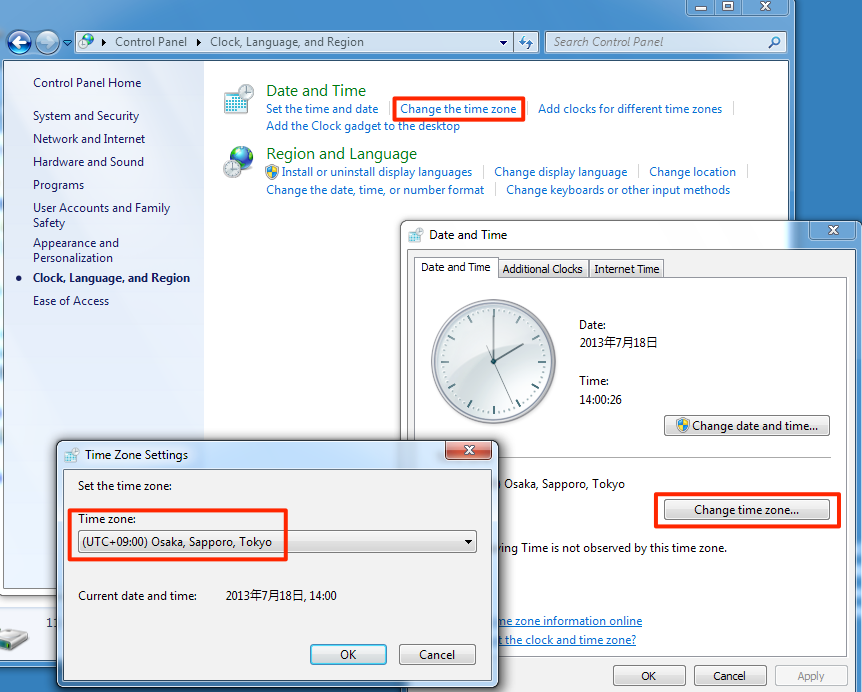 Control Panel ▸ Clock, Language, and Region
Search Control Panel
Control Panel Home
System and Security
Network and Internet
Hardware and Sound
Programs
User Accounts and Family
Safety
Appearance and
Personalization
Clock, Language, and Region
Ease of Access
Date and Time
Set the time and date
Change the time zone
Add clocks for different time zones
Add the Clock gadget to the desktop
Region and Language
Install or uninstall display languages
Change display language
Change location
Change the date, time, or number format
Change keyboards or other input methods
Date and Time
Date and Time
Additional Clocks
Internet Time
Date:
2013年7月18日
Time:
14:00:26
Change date and time...
Osaka, Sapporo, Tokyo
Change time zone...
Time is not observed by this time zone.
zone information online
the clock and time zone?
OK
Cancel
Apply
Time Zone Settings
Set the time zone:
Time zone:
(UTC+09:00) Osaka, Sapporo, Tokyo
Current date and time:
2013年7月18日, 14:00
OK
Cancel